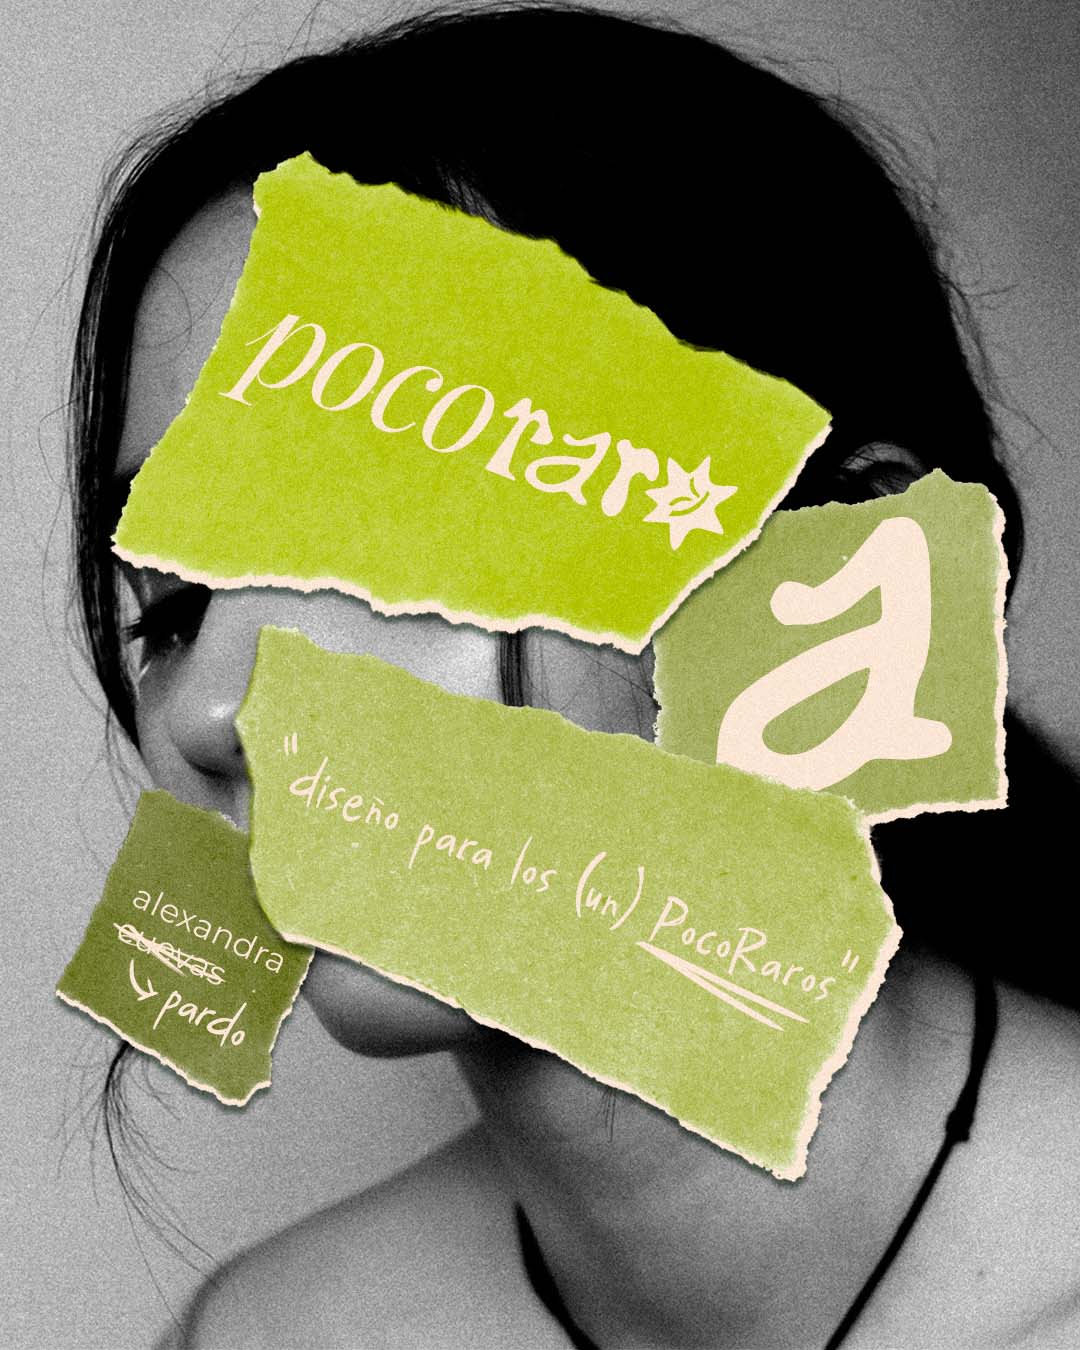 pocoraro
a
"diseño para los (un) PocoRaros"
alexandra
cuevas
pardo